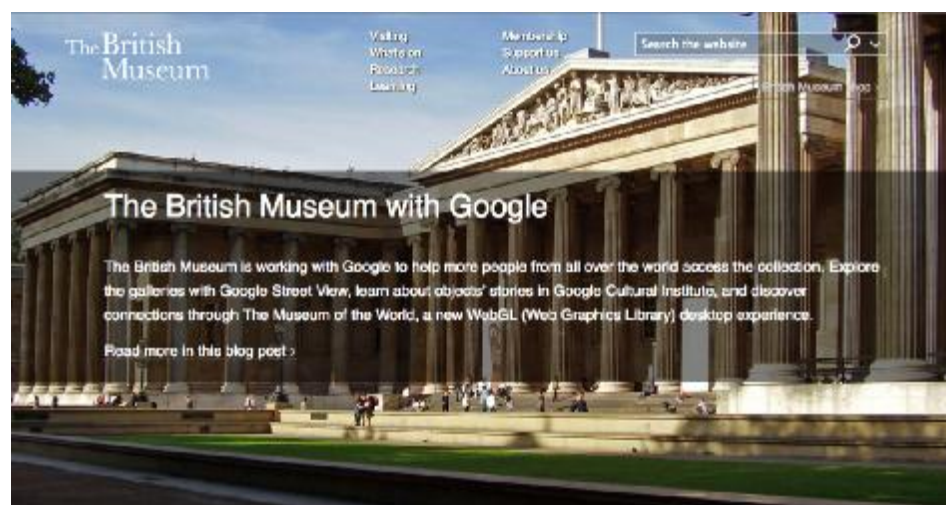 The British
Museum
Visiting
What's on
Research
Learning
Membership
Support us
About us
Search the website
British Museum shop ›
The British Museum with Google
The British Museum is working with Google to help more people from all over the world access the collection. Explore
the galleries with Google Street View, learn about objects' stories in Google Cultural Institute, and discover
connections through The Museum of the World, a new WebGL (Web Graphics Library) desktop experience.
Read more in this blog post ›